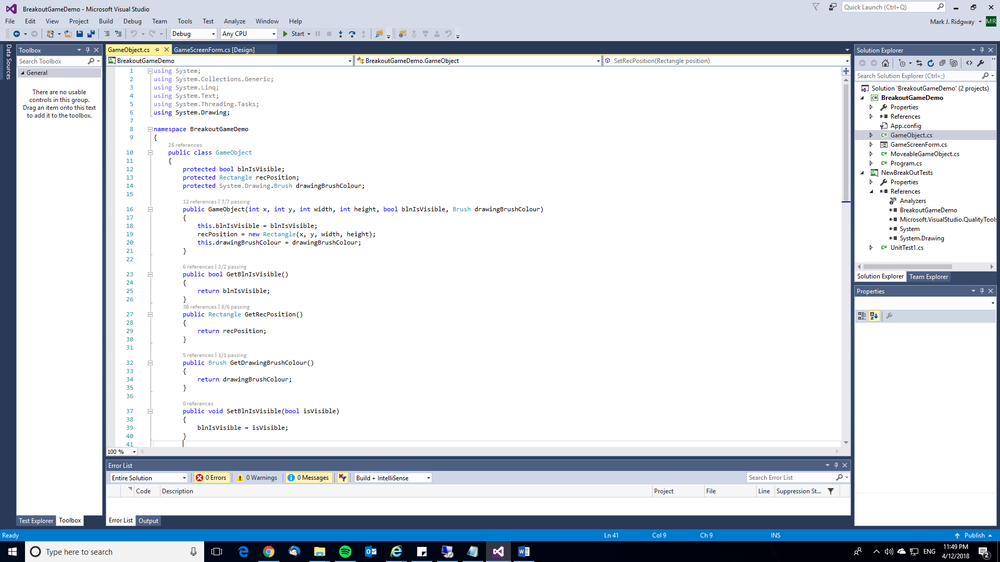 BreakoutGameDemo - Microsoft Visual Studio
Quick Launch (Ctrl+Q)
File Edit View Project Build Debug Team Tools Test Analyze Window Help
Mark J. Ridgway MR
Debug Any CPU Start
Data Sources
Toolbox
Search Toolbox
General
There are no usable
controls in this group.
Drag an item onto this text
to add it to the toolbox.
Test Explorer Toolbox
GameObject.cs GameScreenForm.cs [Design]
BreakoutGameDemo BreakoutGameDemo.GameObject SetRecPosition(Rectangle position)
1 using System;
2 using System.Collections.Generic;
3 using System.Linq;
4 using System.Text;
5 using System.Threading.Tasks;
6 using System.Drawing;
7
8 namespace BreakoutGameDemo
9 {
26 references
10 public class GameObject
11 {
12 protected bool blnIsVisible;
13 protected Rectangle recPosition;
14 protected System.Drawing.Brush drawingBrushColour;
15
12 references | 7/7 passing
16 public GameObject(int x, int y, int width, int height, bool blnIsVisible, Brush drawingBrushColour)
17 {
18 this.blnIsVisible = blnIsVisible;
19 recPosition = new Rectangle(x, y, width, height);
20 this.drawingBrushColour = drawingBrushColour;
21 }
22
6 references | 2/2 passing
23 public bool GetBlnIsVisible()
24 {
25 return blnIsVisible;
26 }
36 references | 6/6 passing
27 public Rectangle GetRecPosition()
28 {
29 return recPosition;
30 }
31
5 references | 1/1 passing
32 public Brush GetDrawingBrushColour()
33 {
34 return drawingBrushColour;
35 }
36
0 references
37 public void SetBlnIsVisible(bool isVisible)
38 {
39 blnIsVisible = isVisible;
40 }
41
100 %
Error List
Entire Solution 0 Errors 0 Warnings 0 Messages Build + IntelliSense Search Error List
Code Description Project File Line Suppression St...
Error List Output
Solution Explorer
Search Solution Explorer (Ctrl+;)
Solution 'BreakoutGameDemo' (2 projects)
C# BreakoutGameDemo
Properties
References
App.config
C# GameObject.cs
GameScreenForm.cs
C# MoveableGameObject.cs
C# Program.cs
NewBreakOutTests
Properties
References
Analyzers
BreakoutGameDemo
Microsoft.VisualStudio.QualityTools
System
System.Drawing
C# UnitTest1.cs
Solution Explorer Team Explorer
Properties
Ready Ln 41 Col 9 Ch 9 INS Publish
Type here to search
ENG 11:49 PM
4/12/2018 2